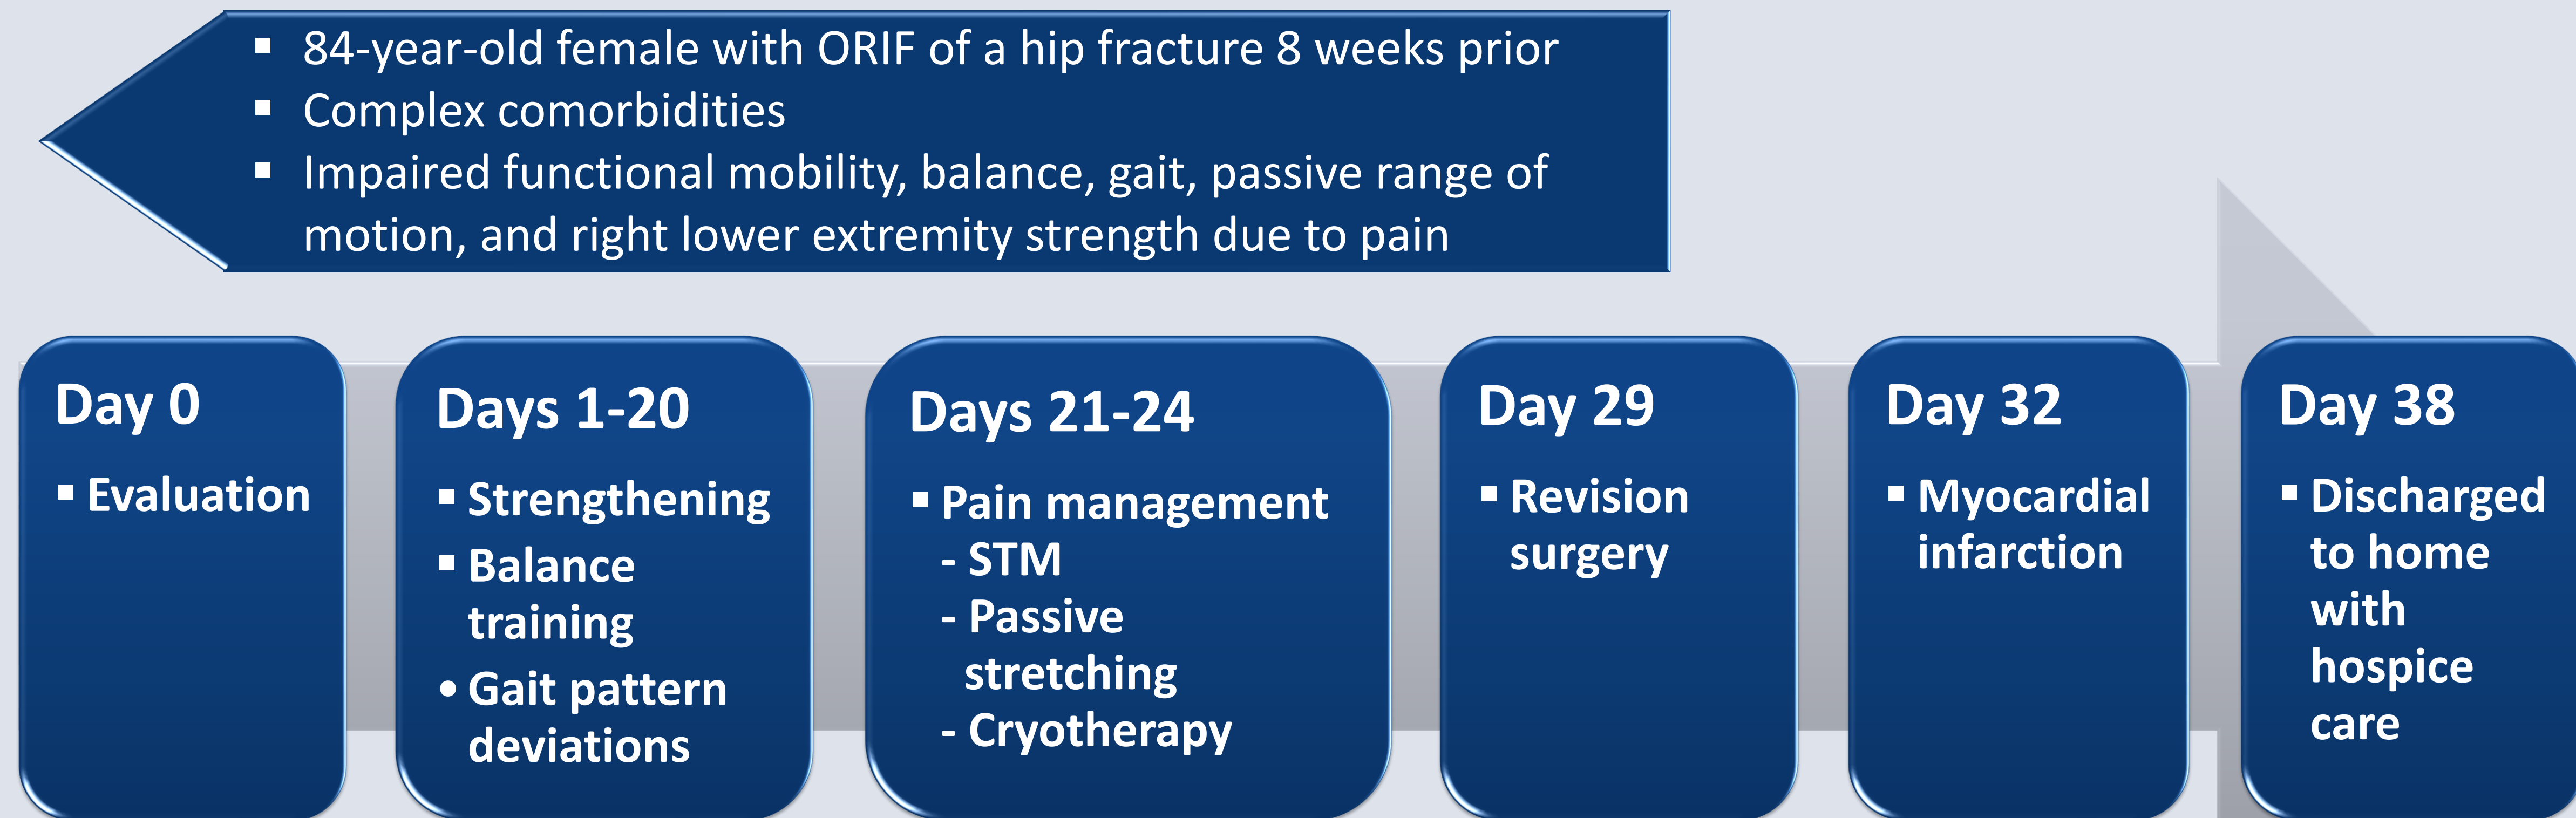 ▪ 84-year-old female with ORIF of a hip fracture 8 weeks prior
▪ Complex comorbidities
▪ Impaired functional mobility, balance, gait, passive range of
motion, and right lower extremity strength due to pain
Day 0
▪ Evaluation
Days 1-20
▪ Strengthening
▪ Balance
training
• Gait pattern
deviations
Days 21-24
▪ Pain management
- STM
- Passive
stretching
- Cryotherapy
Day 29
▪ Revision
surgery
Day 32
▪ Myocardial
infarction
Day 38
▪ Discharged
to home
with
hospice
care